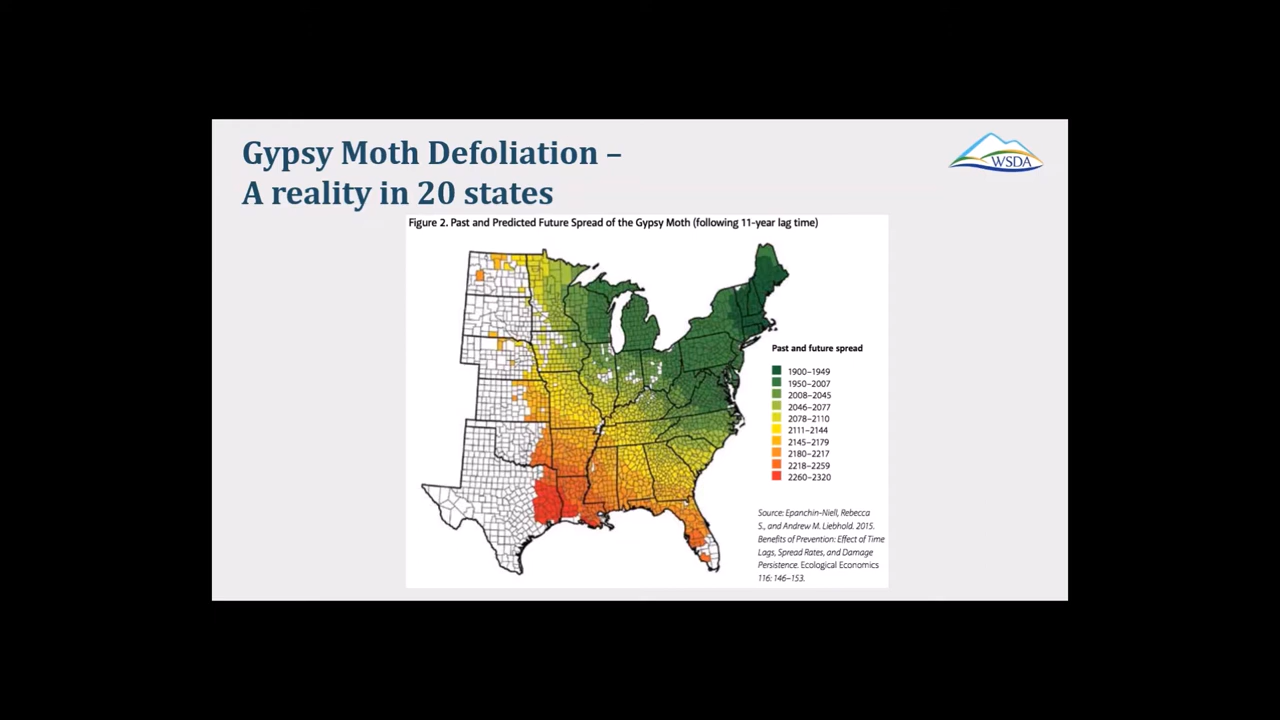 Gypsy Moth Defoliation –
A reality in 20 states
WSDA
Figure 2. Past and Predicted Future Spread of the Gypsy Moth (following 11-year lag time)
Past and future spread
1900–1949
1950–2007
2008–2045
2046–2077
2078–2110
2111–2144
2145–2179
2180–2217
2218–2259
2260–2320
Source: Epanchin-Niell, Rebecca
S., and Andrew M. Liebhold. 2015.
Benefits of Prevention: Effect of Time
Lags, Spread Rates, and Damage
Persistence. Ecological Economics
116: 146–153.